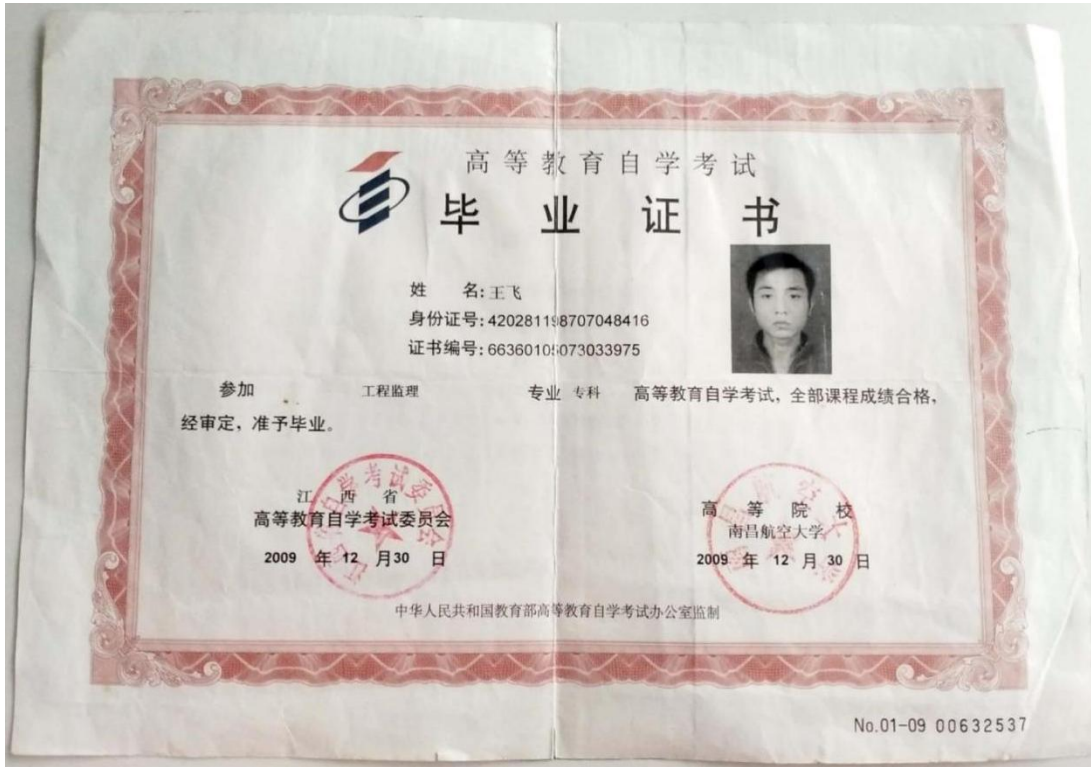 高等教育自学考试
毕业证书
姓 名:王飞
身份证号:420281198707048416
证书编号:66360105073033975
参加 工程监理 专业 专科 高等教育自学考试，全部课程成绩合格，
经审定，准予毕业。
江西省
高等教育自学考试委员会
2009 年 12 月 30 日
高等院校
南昌航空大学
2009 年 12 月 30 日
中华人民共和国教育部高等教育自学考试办公室监制
No.01-09 00632537